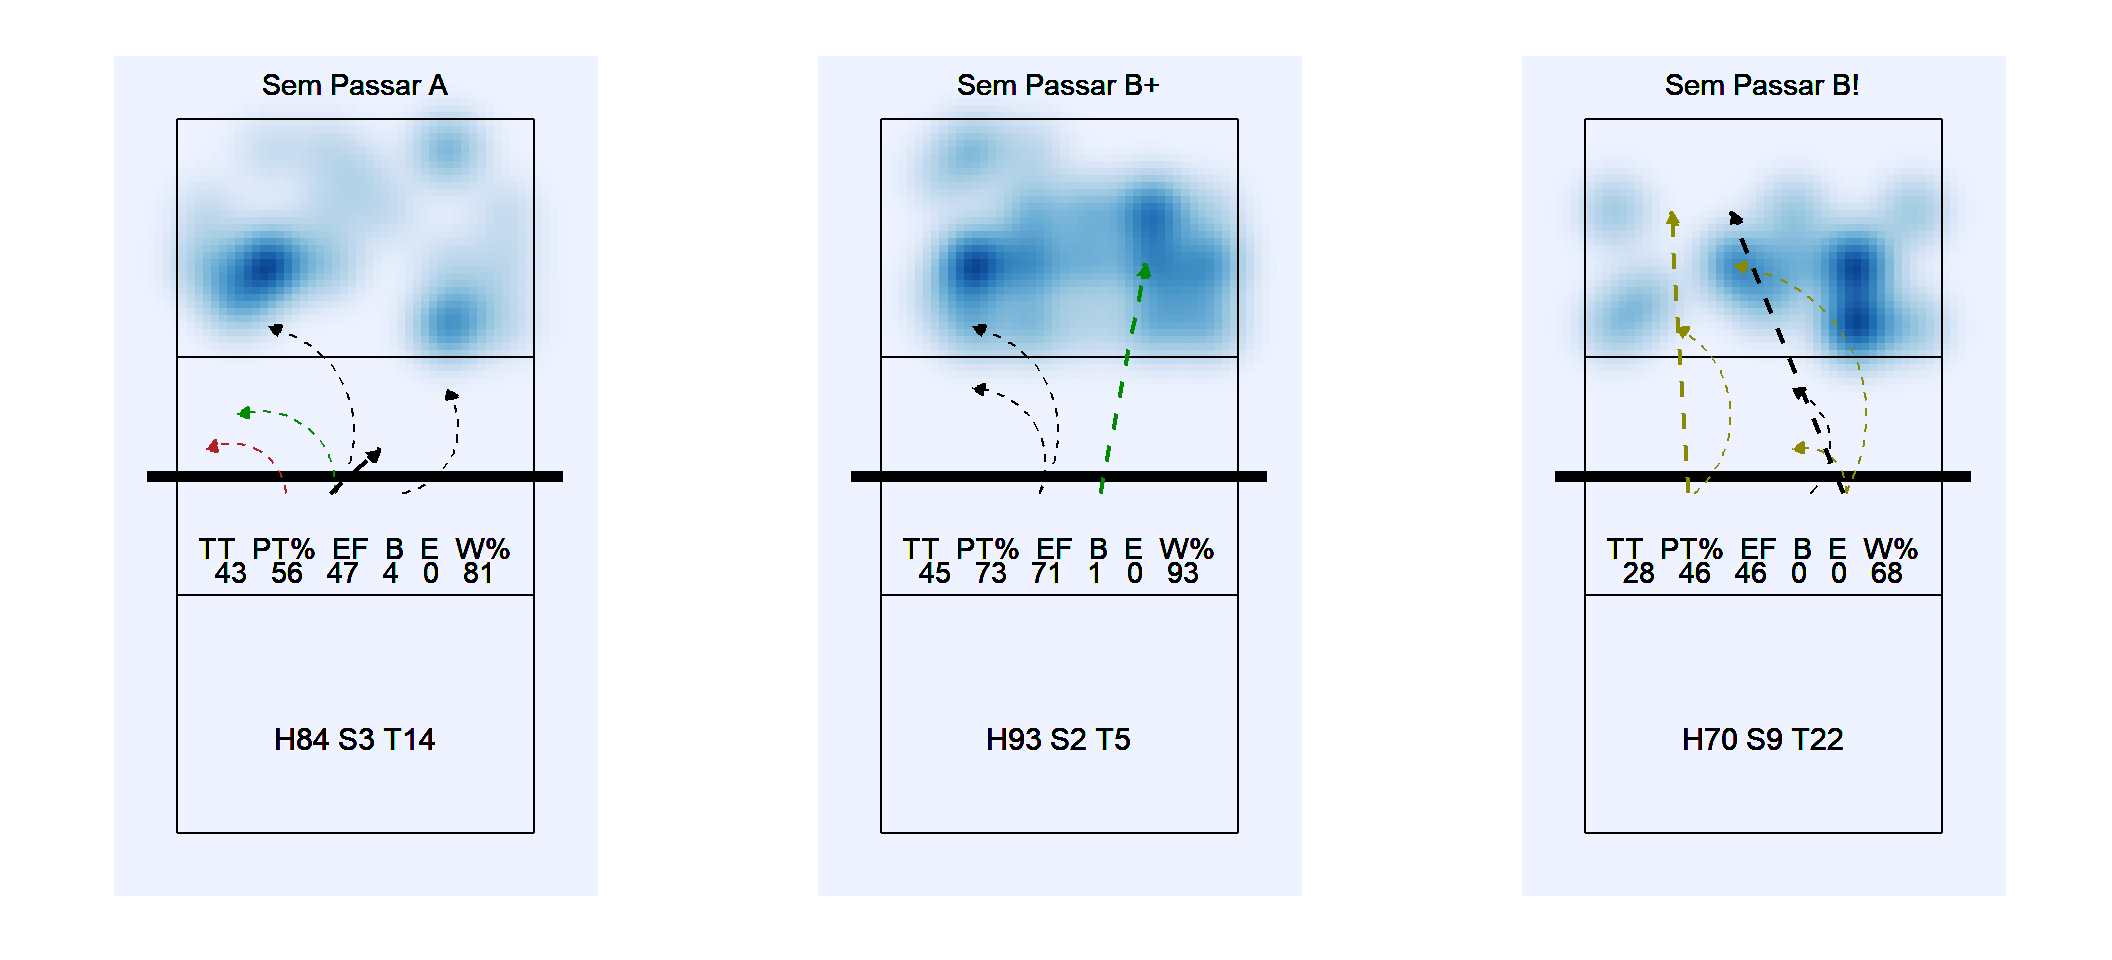 Sem Passar A
TT PT% EF B E W%
43 56 47 4 0 81
H84 S3 T14
Sem Passar B+
TT PT% EF B E W%
45 73 71 1 0 93
H93 S2 T5
Sem Passar B!
TT PT% EF B E W%
28 46 46 0 0 68
H70 S9 T22